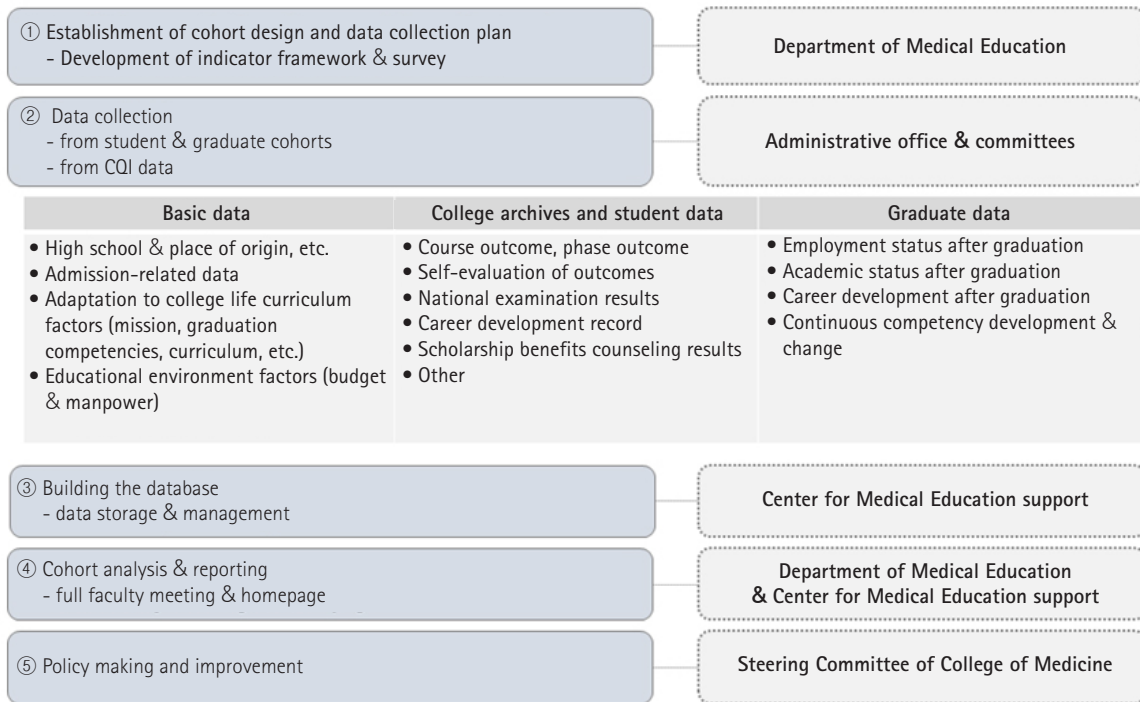 ① Establishment of cohort design and data collection plan
- Development of indicator framework & survey
Department of Medical Education
② Data collection
- from student & graduate cohorts
- from CQI data
Administrative office & committees
Basic data
• High school & place of origin, etc.
• Admission-related data
• Adaptation to college life curriculum
factors (mission, graduation
competencies, curriculum, etc.)
• Educational environment factors (budget
& manpower)
College archives and student data
• Course outcome, phase outcome
• Self-evaluation of outcomes
• National examination results
• Career development record
• Scholarship benefits counseling results
• Other
Graduate data
• Employment status after graduation
• Academic status after graduation
• Career development after graduation
• Continuous competency development &
change
③ Building the database
- data storage & management
Center for Medical Education support
④ Cohort analysis & reporting
- full faculty meeting & homepage
Department of Medical Education
& Center for Medical Education support
⑤ Policy making and improvement
Steering Committee of College of Medicine